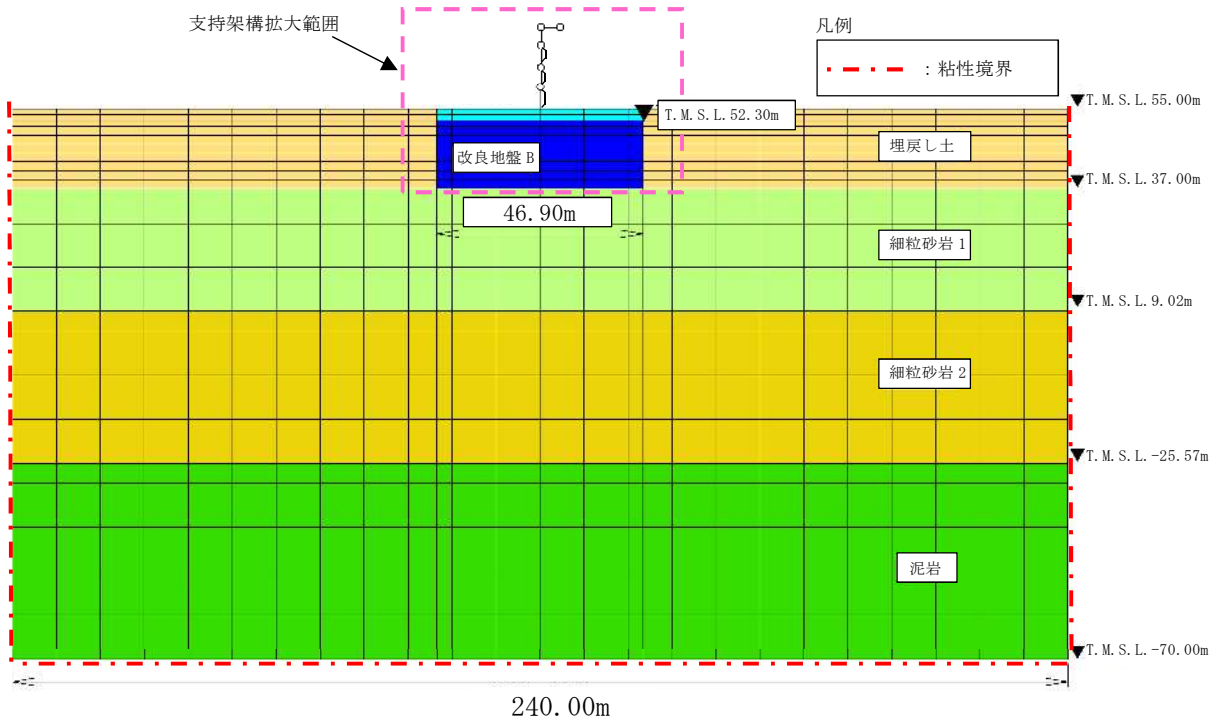 支持架構拡大範囲
凡例
：粘性境界
T.M.S.L.55.00m
T.M.S.L.52.30m
改良地盤 B
埋戻し土
T.M.S.L.37.00m
46.90m
細粒砂岩 1
T.M.S.L.9.02m
細粒砂岩 2
T.M.S.L.-25.57m
泥岩
T.M.S.L.-70.00m
240.00m